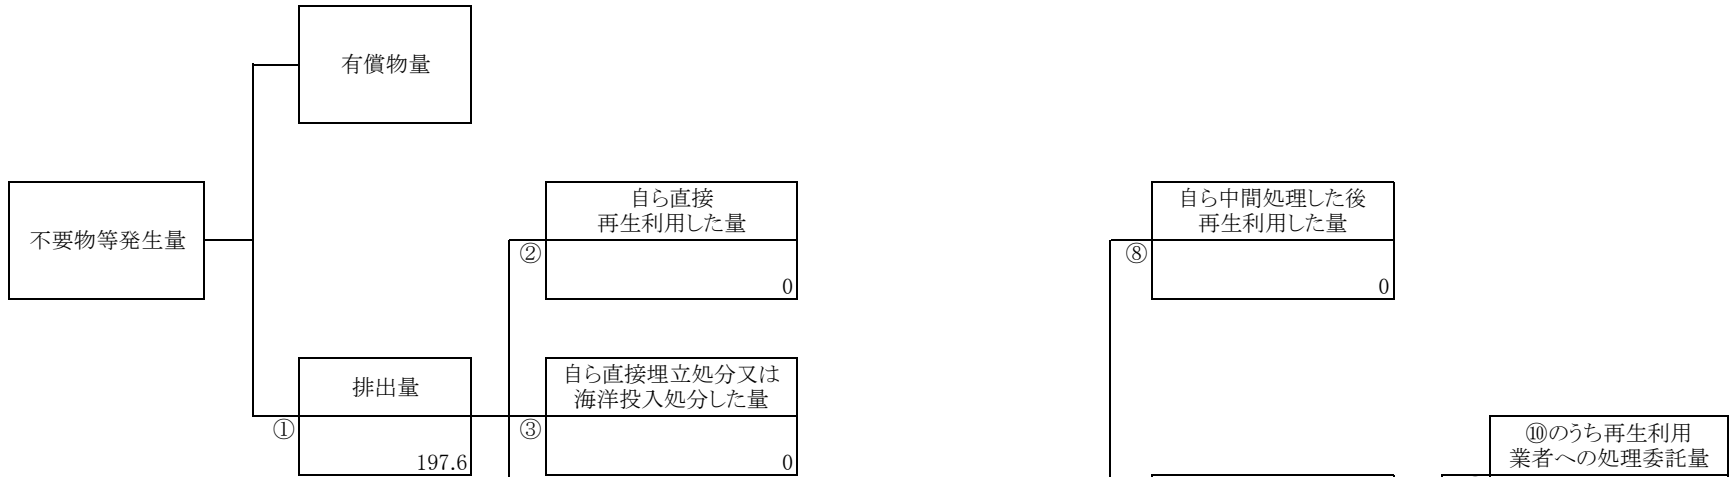 有償物量
不要物等発生量
自ら直接
再生利用した量
②
0
自ら中間処理した後
再生利用した量
⑧
0
排出量
①
197.6
自ら直接埋立処分又は
海洋投入処分した量
③
0
⑩のうち再生利用
業者への処理委託量